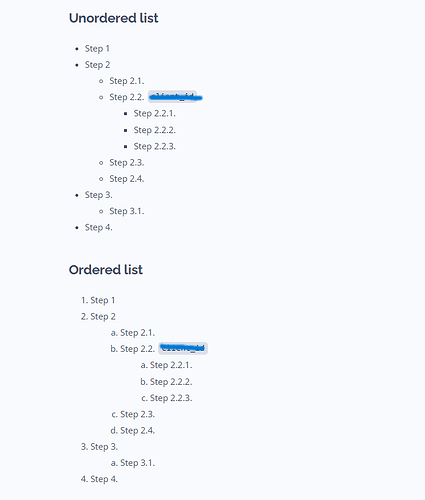 Unordered list
• Step 1
• Step 2
◦ Step 2.1.
◦ Step 2.2.
▪ Step 2.2.1.
▪ Step 2.2.2.
▪ Step 2.2.3.
◦ Step 2.3.
◦ Step 2.4.
• Step 3.
◦ Step 3.1.
• Step 4.
Ordered list
1. Step 1
2. Step 2
a. Step 2.1.
b. Step 2.2.
a. Step 2.2.1.
b. Step 2.2.2.
c. Step 2.2.3.
c. Step 2.3.
d. Step 2.4.
3. Step 3.
a. Step 3.1.
4. Step 4.